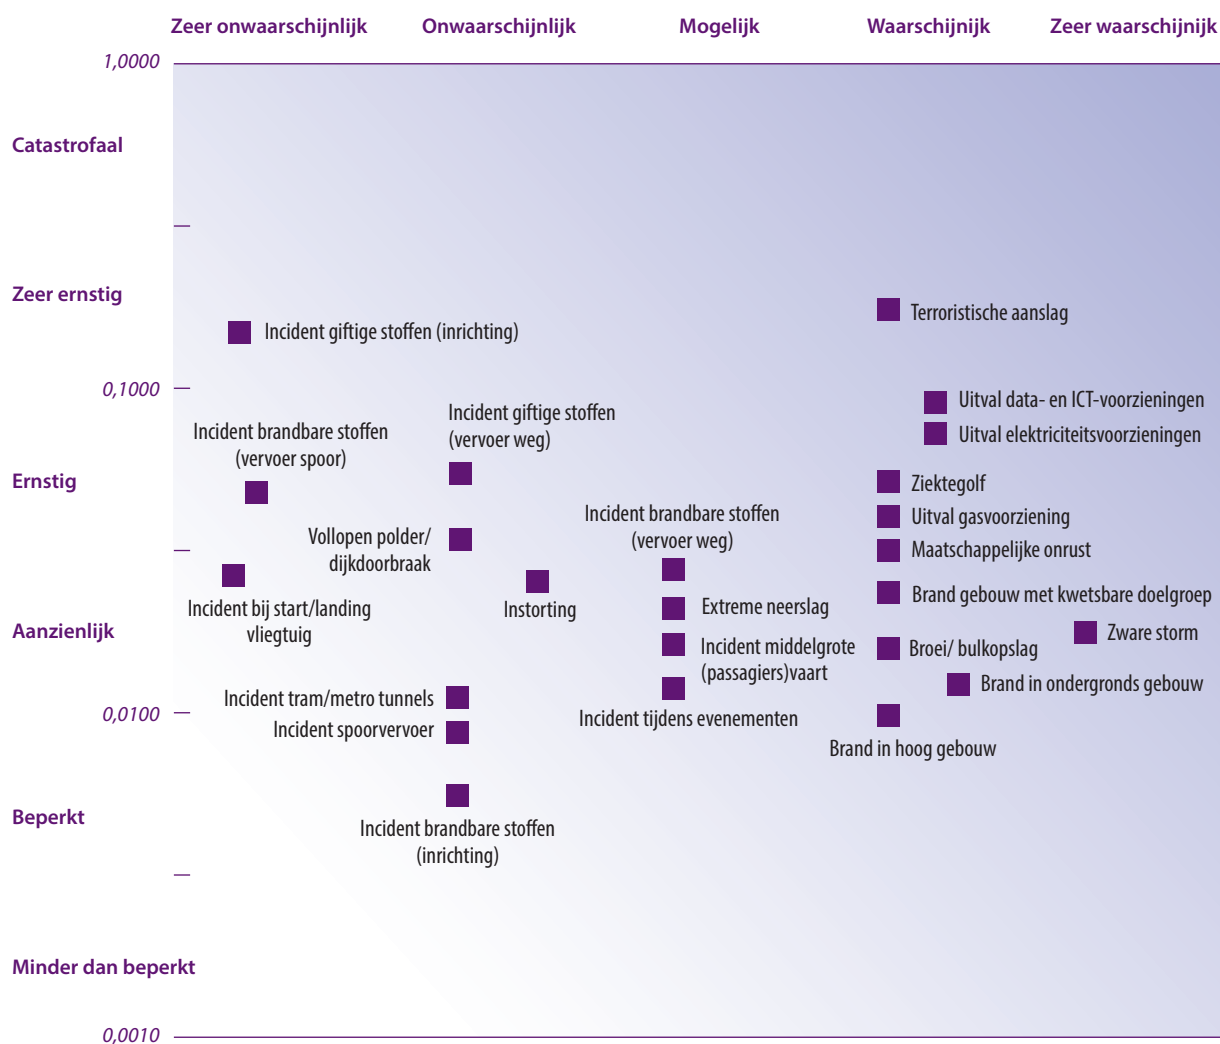 Zeer onwaarschijnlijk
Onwaarschijnlijk
Mogelijk
Waarschijnijk
Zeer waarschijnijk
1,0000
Catastrofaal
Zeer ernstig
Terroristische aanslag
Incident giftige stoffen (inrichting)
0,1000
Uitval data- en ICT-voorzieningen
Incident giftige stoffen
(vervoer weg)
Incident brandbare stoffen
(vervoer spoor)
Uitval elektriciteitsvoorzieningen
Ernstig
Ziektegolf
Incident brandbare stoffen
(vervoer weg)
Uitval gasvoorziening
Vollopen polder/
dijkdoorbraak
Maatschappelijke onrust
Incident bij start/landing
vliegtuig
Instorting
Extreme neerslag
Brand gebouw met kwetsbare doelgroep
Aanzienlijk
Zware storm
Incident middelgrote
(passagiers)vaart
Broei/ bulkopslag
Brand in ondergronds gebouw
Incident tram/metro tunnels
0,0100
Incident tijdens evenementen
Incident spoorvervoer
Brand in hoog gebouw
Beperkt
Incident brandbare stoffen
(inrichting)
Minder dan beperkt
0,0010